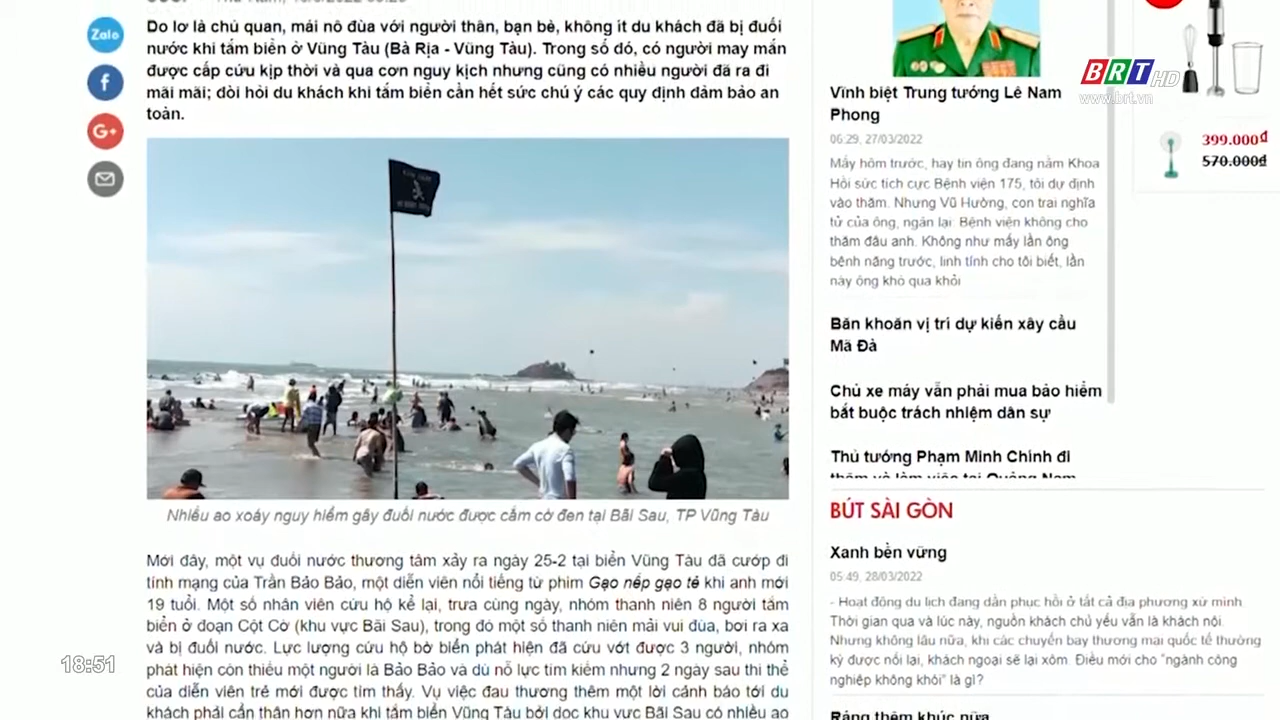 Zalo
Do lơ là chủ quan, mải nô đùa với người thân, bạn bè, không ít du khách đã bị đuối
nước khi tắm biển ở Vũng Tàu (Bà Rịa - Vũng Tàu). Trong số đó, có người may mắn
được cấp cứu kịp thời và qua cơn nguy kịch nhưng cũng có nhiều người đã ra đi
mãi mãi; đòi hỏi du khách khi tắm biển cần hết sức chú ý các quy định đảm bảo an
toàn.
Nhiều ao xoáy nguy hiểm gây đuối nước được cắm cờ đen tại Bãi Sau, TP Vũng Tàu
Mới đây, một vụ đuối nước thương tâm xảy ra ngày 25-2 tại biển Vũng Tàu đã cướp đi
tính mạng của Trần Bảo Bảo, một diễn viên nổi tiếng từ phim Gạo nếp gạo tẻ khi anh mới
19 tuổi. Một số nhân viên cứu hộ kể lại, trưa cùng ngày, nhóm thanh niên 8 người tắm
biển ở đoạn Cột Cờ (khu vực Bãi Sau), trong đó một số thanh niên mải vui đùa, bơi ra xa
và bị đuối nước. Lực lượng cứu hộ bờ biển phát hiện đã cứu vớt được 3 người, nhóm
phát hiện còn thiếu một người là Bảo Bảo và dù nỗ lực tìm kiếm nhưng 2 ngày sau thi thể
của diễn viên trẻ mới được tìm thấy. Vụ việc đau thương thêm một lời cảnh báo tới du
khách phải cẩn thận hơn nữa khi tắm biển Vũng Tàu bởi dọc khu vực Bãi Sau có nhiều ao
Vĩnh biệt Trung tướng Lê Nam
Phong
06:29, 27/03/2022
Mấy hôm trước, hay tin ông đang nằm Khoa
Hồi sức tích cực Bệnh viện 175, tôi dự định
vào thăm. Nhưng Vũ Hường, con trai nghĩa
tử của ông, ngăn lại: Bệnh viện không cho
thăm đâu anh. Không như mấy lần ông
bệnh nặng trước, linh tính cho tôi biết, lần
này ông khó qua khỏi
Băn khoăn vị trí dự kiến xây cầu
Mã Đà
Chủ xe máy vẫn phải mua bảo hiểm
bắt buộc trách nhiệm dân sự
Thủ tướng Phạm Minh Chính đi
thăm và làm việc tại Quảng Nam
BÚT SÀI GÒN
Xanh bền vững
05:49, 28/03/2022
- Hoạt động du lịch đang dần phục hồi ở tất cả địa phương xứ mình.
Thời gian qua và lúc này, nguồn khách chủ yếu vẫn là khách nội.
Nhưng không lâu nữa, khi các chuyến bay thương mại quốc tế thường
kỳ được nối lại, khách ngoại sẽ lại xôm. Điều mới cho "ngành công
nghiệp không khói" là gì?
Ráng thêm khúc nữa
BRT HD
www.brt.vn
399.000đ
570.000đ
18:51